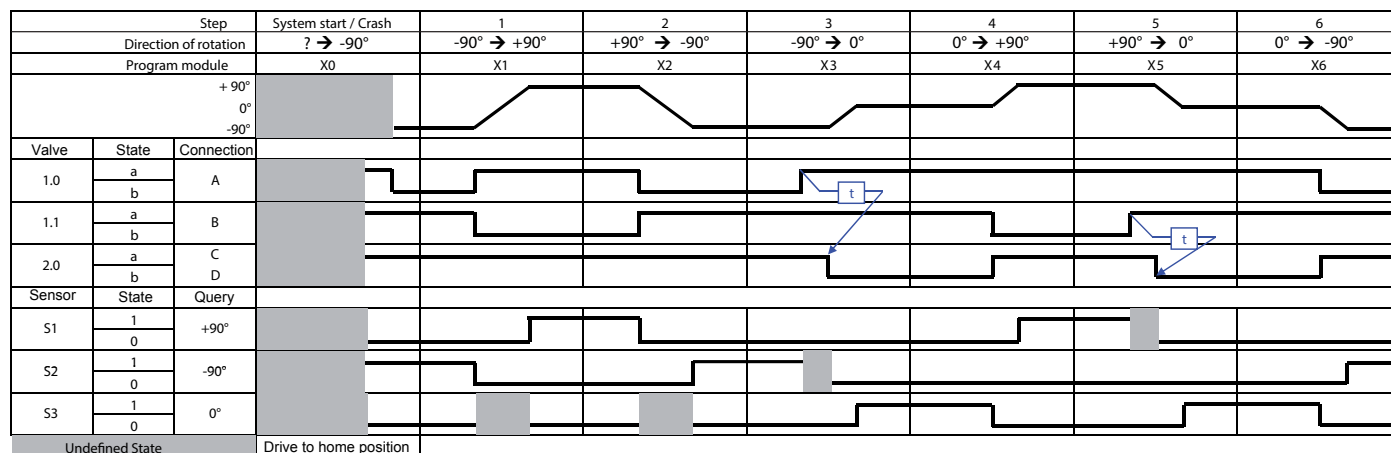 Step System start / Crash 1 2 3 4 5 6
Direction of rotation ? ➔ -90° -90° ➔ +90° +90° ➔ -90° -90° ➔ 0° 0° ➔ +90° +90° ➔ 0° 0° ➔ -90°
Program module X0 X1 X2 X3 X4 X5 X6
+ 90°
0°
-90°
Valve State Connection
1.0 a b A
t
1.1 a b B
t
2.0 a b C D
Sensor State Query
S1 1 0 +90°
S2 1 0 -90°
S3 1 0 0°
Undefined State Drive to home position